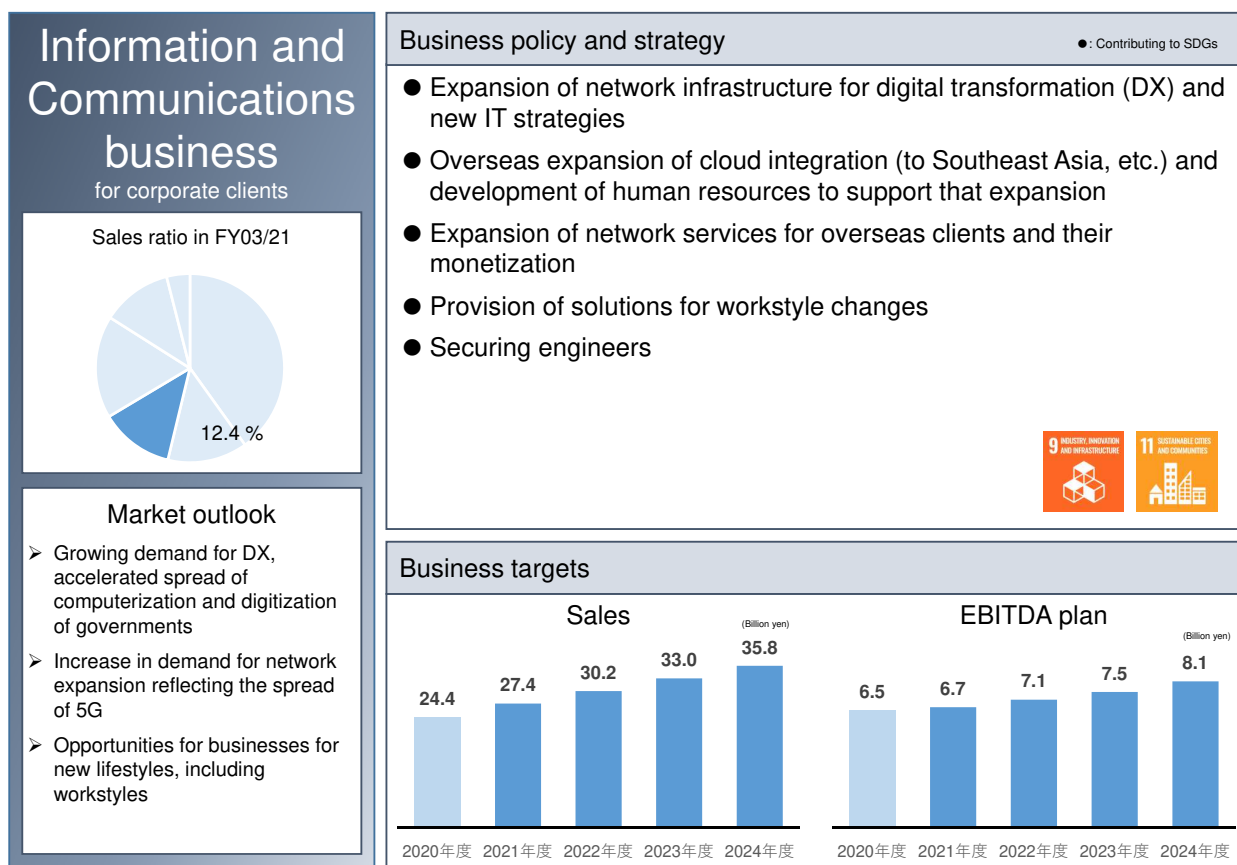 Information and
Communications
business
for corporate clients
Sales ratio in FY03/21
12.4 %
Market outlook
➢ Growing demand for DX,
accelerated spread of
computerization and digitization
of governments
➢ Increase in demand for network
expansion reflecting the spread
of 5G
➢ Opportunities for businesses for
new lifestyles, including
workstyles
Business policy and strategy
●: Contributing to SDGs
● Expansion of network infrastructure for digital transformation (DX) and
new IT strategies
● Overseas expansion of cloud integration (to Southeast Asia, etc.) and
development of human resources to support that expansion
● Expansion of network services for overseas clients and their
monetization
● Provision of solutions for workstyle changes
● Securing engineers
9 INDUSTRY, INNOVATION
AND INFRASTRUCTURE
11 SUSTAINABLE CITIES
AND COMMUNITIES
Business targets
Sales
(Billion yen)
24.4 27.4 30.2 33.0 35.8
2020年度 2021年度 2022年度 2023年度 2024年度
EBITDA plan
(Billion yen)
6.5 6.7 7.1 7.5 8.1
2020年度 2021年度 2022年度 2023年度 2024年度